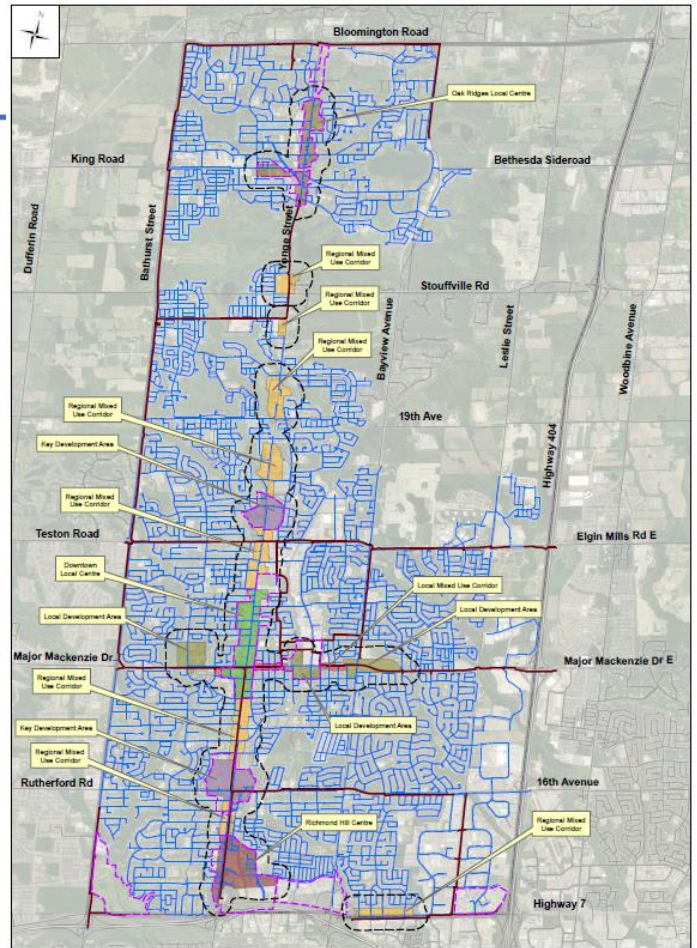 N
Bloomington Road
Oak Ridges Local Centre
King Road
Bethesda Sideroad
Dufferin Road
Bathurst Street
Street
Regional Mixed
Use Corridor
Stouffville Rd
Regional Mixed
Use Corridor
Bayview Avenue
Leslie Street
Woodbine Avenue
Regional Mixed
Use Corridor
Regional Mixed
Use Corridor
19th Ave
Key Development Area
Highway 404
Regional Mixed
Use Corridor
Teston Road
Elgin Mills Rd E
Downtown
Local Centre
Local Mixed Use Corridor
Local Development Area
Local Development Area
Major Mackenzie Dr
Major Mackenzie Dr E
Regional Mixed
Use Corridor
Local Development Area
Key Development Area
Regional Mixed
Use Corridor
Rutherford Rd
16th Avenue
Richmond Hill Centre
Regional Mixed
Use Corridor
Highway 7